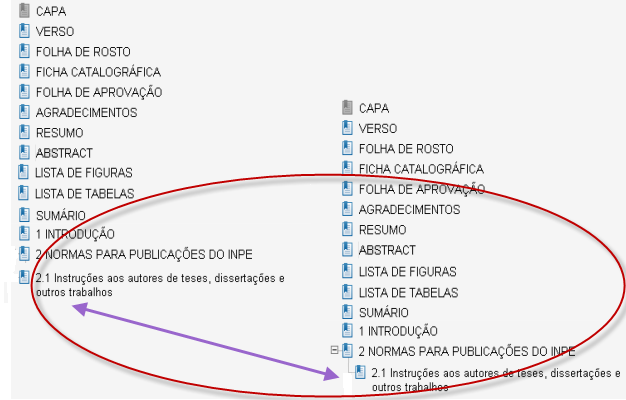 CAPA
VERSO
FOLHA DE ROSTO
FICHA CATALOGRÁFICA
FOLHA DE APROVAÇÃO
AGRADECIMENTOS
RESUMO
ABSTRACT
LISTA DE FIGURAS
LISTA DE TABELAS
SUMÁRIO
1 INTRODUÇÃO
2 NORMAS PARA PUBLICAÇÕES DO INPE
2.1 Instruções aos autores de teses, dissertações e
outros trabalhos
CAPA
VERSO
FOLHA DE ROSTO
FICHA CATALOGRÁFICA
FOLHA DE APROVAÇÃO
AGRADECIMENTOS
RESUMO
ABSTRACT
LISTA DE FIGURAS
LISTA DE TABELAS
SUMÁRIO
1 INTRODUÇÃO
2 NORMAS PARA PUBLICAÇÕES DO INPE
2.1 Instruções aos autores de teses, dissertações e
outros trabalhos